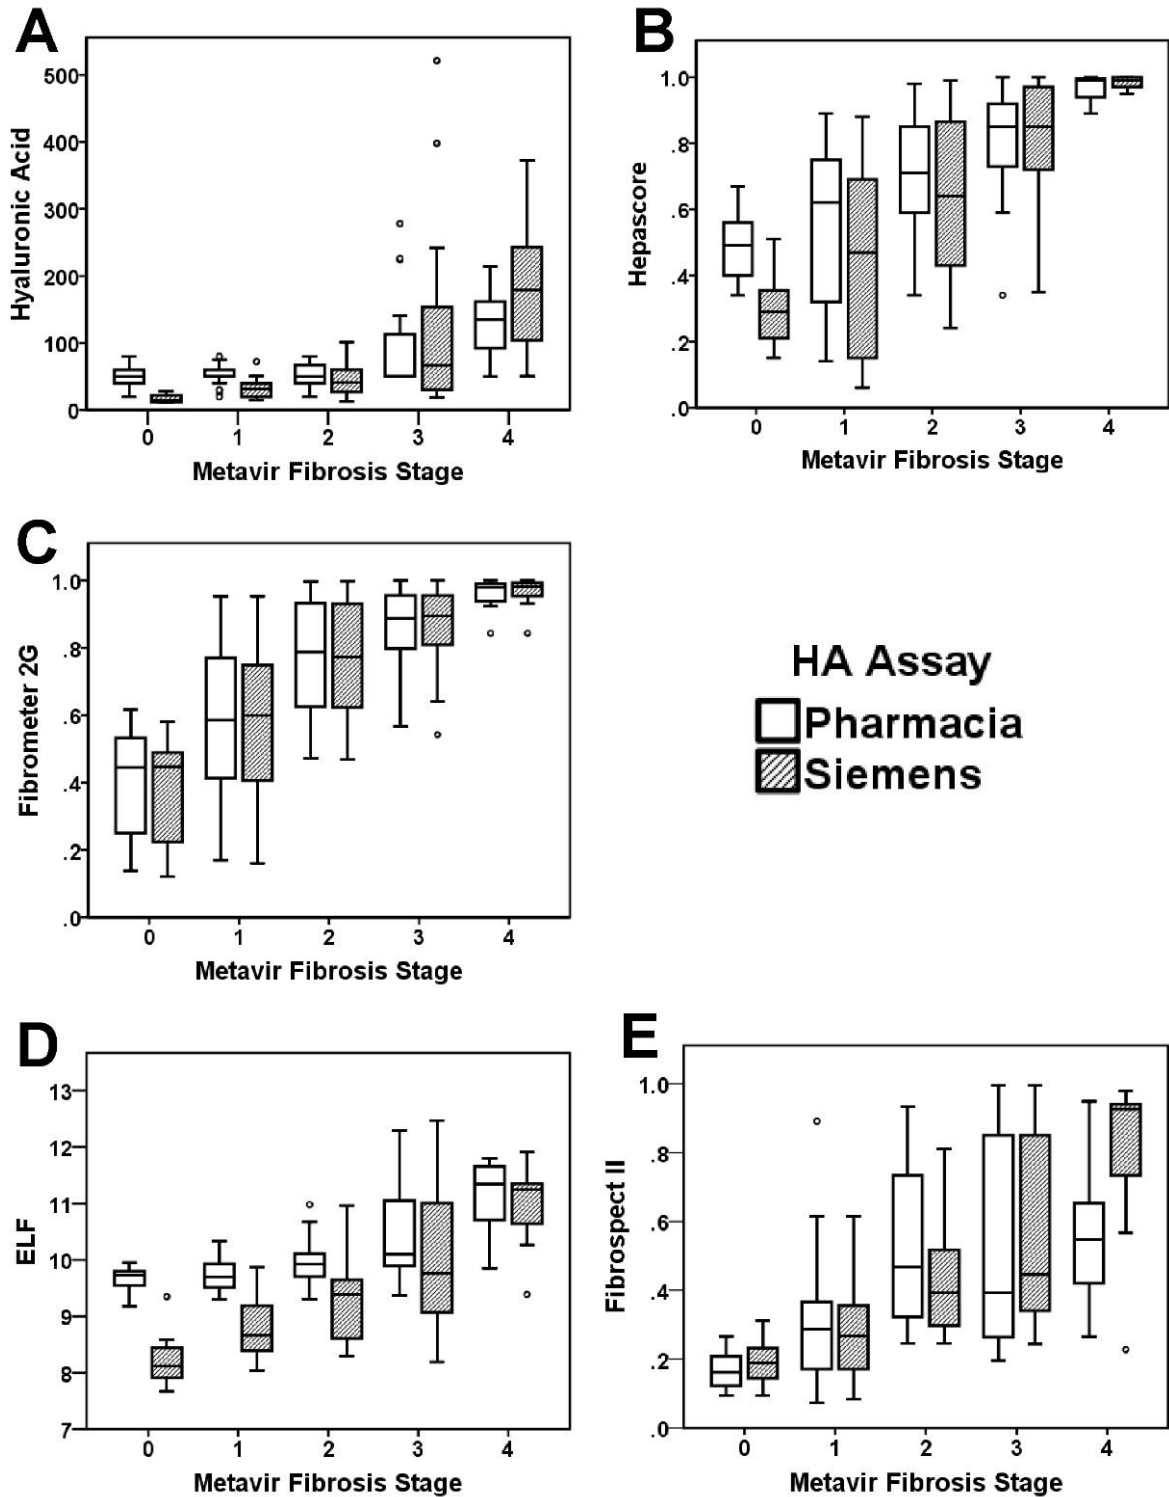 A
Hyaluronic Acid
500
400
300
200
100
0
0 1 2 3 4
Metavir Fibrosis Stage
B
Hepascore
1.0
.8
.6
.4
.2
.0
0 1 2 3 4
Metavir Fibrosis Stage
C
Fibrometer 2G
1.0
.8
.6
.4
.2
.0
0 1 2 3 4
Metavir Fibrosis Stage
HA Assay
Pharmacia
Siemens
D
ELF
13
12
11
10
9
8
7
0 1 2 3 4
Metavir Fibrosis Stage
E
Fibrospect II
1.0
.8
.6
.4
.2
.0
0 1 2 3 4
Metavir Fibrosis Stage